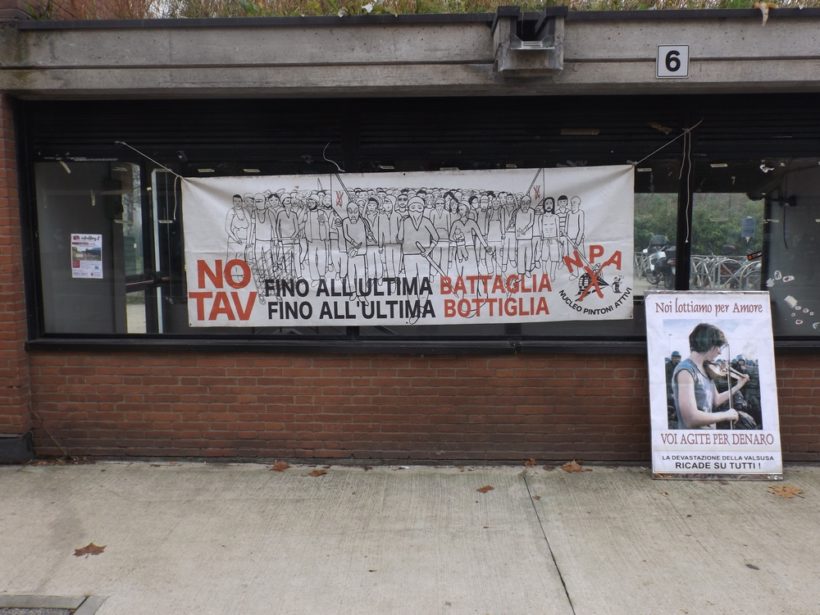 6
NO
TAV
FINO ALL'ULTIMA BATTAGLIA
FINO ALL'ULTIMA BOTTIGLIA
N.P.A
NUCLEO PINTONI ATTIVI
Noi lottiamo per Amore
VOI AGITE PER DENARO
LA DEVASTAZIONE DELLA VALSUSA
RICADE SU TUTTI !